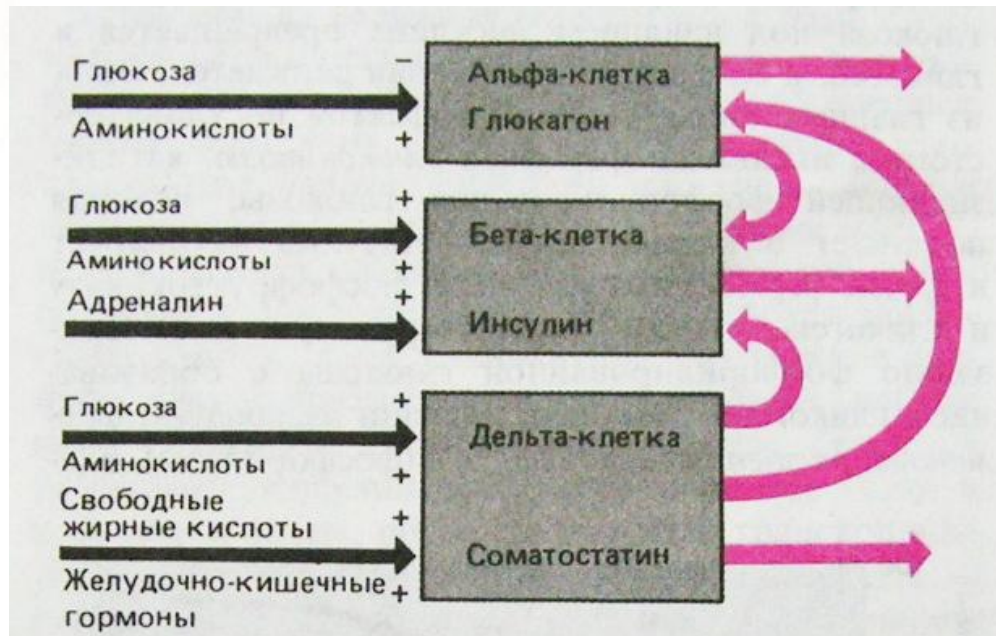 Глюкоза
−
Аминокислоты
+
Альфа-клетка
Глюкагон
Глюкоза
+
Аминокислоты
+
Адреналин
+
+
Бета-клетка
Инсулин
Глюкоза
+
Аминокислоты
+
Свободные
жирные кислоты
+
Желудочно-кишечные
гормоны
+
Дельта-клетка
Соматостатин